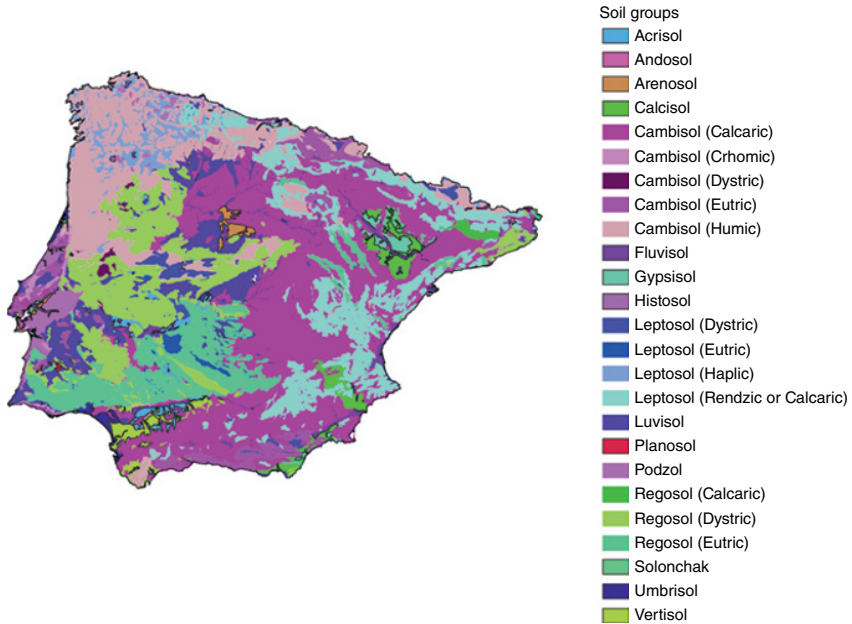 Soil groups
Acrisol
Andosol
Arenosol
Calcisol
Cambisol (Calcaric)
Cambisol (Crhomic)
Cambisol (Dystric)
Cambisol (Eutric)
Cambisol (Humic)
Fluvisol
Gypsisol
Histosol
Leptosol (Dystric)
Leptosol (Eutric)
Leptosol (Haplic)
Leptosol (Rendzic or Calcaric)
Luvisol
Planosol
Podzol
Regosol (Calcaric)
Regosol (Dystric)
Regosol (Eutric)
Solonchak
Umbrisol
Vertisol